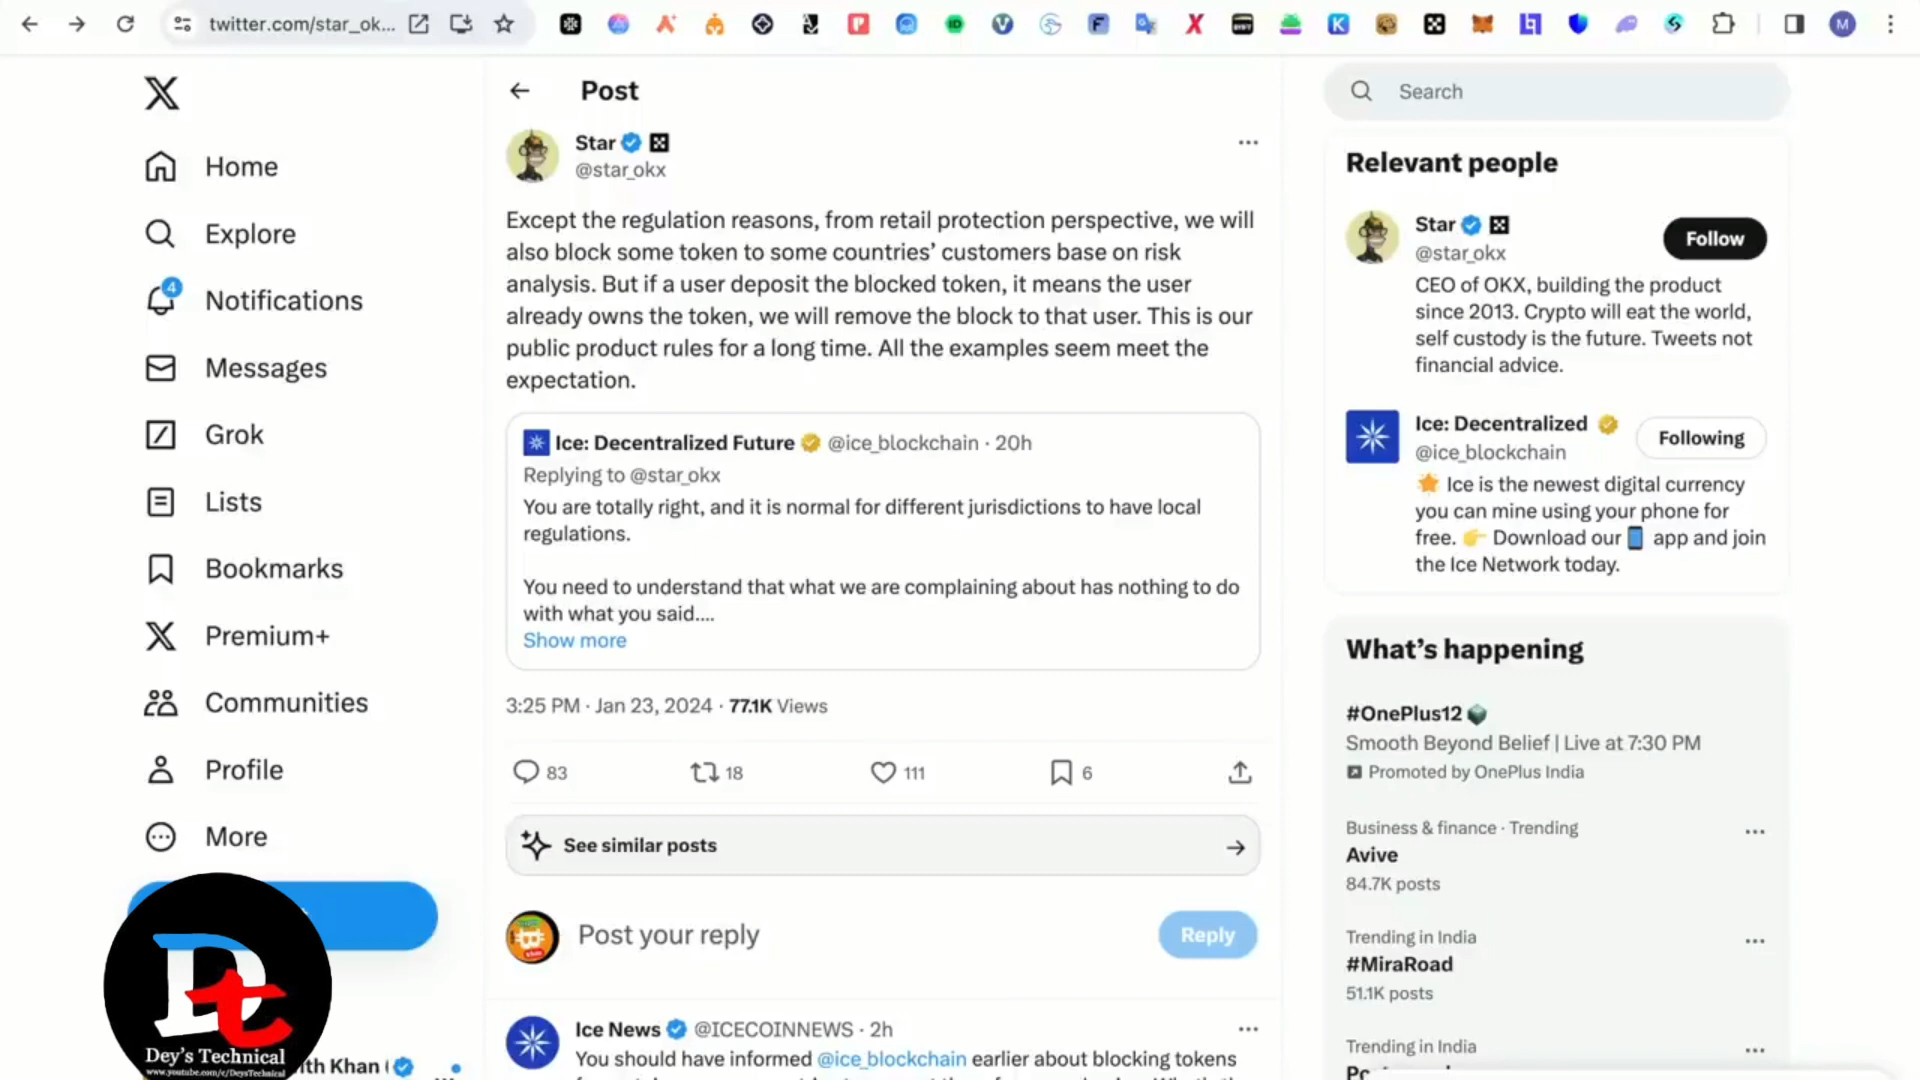 twitter.com/star_ok...
Home
Explore
4
Notifications
Messages
Grok
Lists
Bookmarks
Premium+
Communities
Profile
More
Dt
Dey's Technical
www.youtube.com/c/DeysTechnical
ith Khan (
Post
Star
@star_okx
Except the regulation reasons, from retail protection perspective, we will
also block some token to some countries’ customers base on risk
analysis. But if a user deposit the blocked token, it means the user
already owns the token, we will remove the block to that user. This is our
public product rules for a long time. All the examples seem meet the
expectation.
Ice: Decentralized Future @ice_blockchain · 20h
Replying to @star_okx
You are totally right, and it is normal for different jurisdictions to have local
regulations.
You need to understand that what we are complaining about has nothing to do
with what you said....
Show more
3:25 PM · Jan 23, 2024 · 77.1K Views
83 18 111 6
See similar posts
Post your reply
Reply
Ice News @ICECOINNEWS · 2h
You should have informed @ice_blockchain earlier about blocking tokens
Search
Relevant people
Star
@star_okx
Follow
CEO of OKX, building the product
since 2013. Crypto will eat the world,
self custody is the future. Tweets not
financial advice.
Ice: Decentralized
@ice_blockchain
Following
Ice is the newest digital currency
you can mine using your phone for
free. Download our app and join
the Ice Network today.
What’s happening
#OnePlus12
Smooth Beyond Belief | Live at 7:30 PM
Promoted by OnePlus India
Business & finance · Trending
Avive
84.7K posts
Trending in India
#MiraRoad
51.1K posts
Trending in India